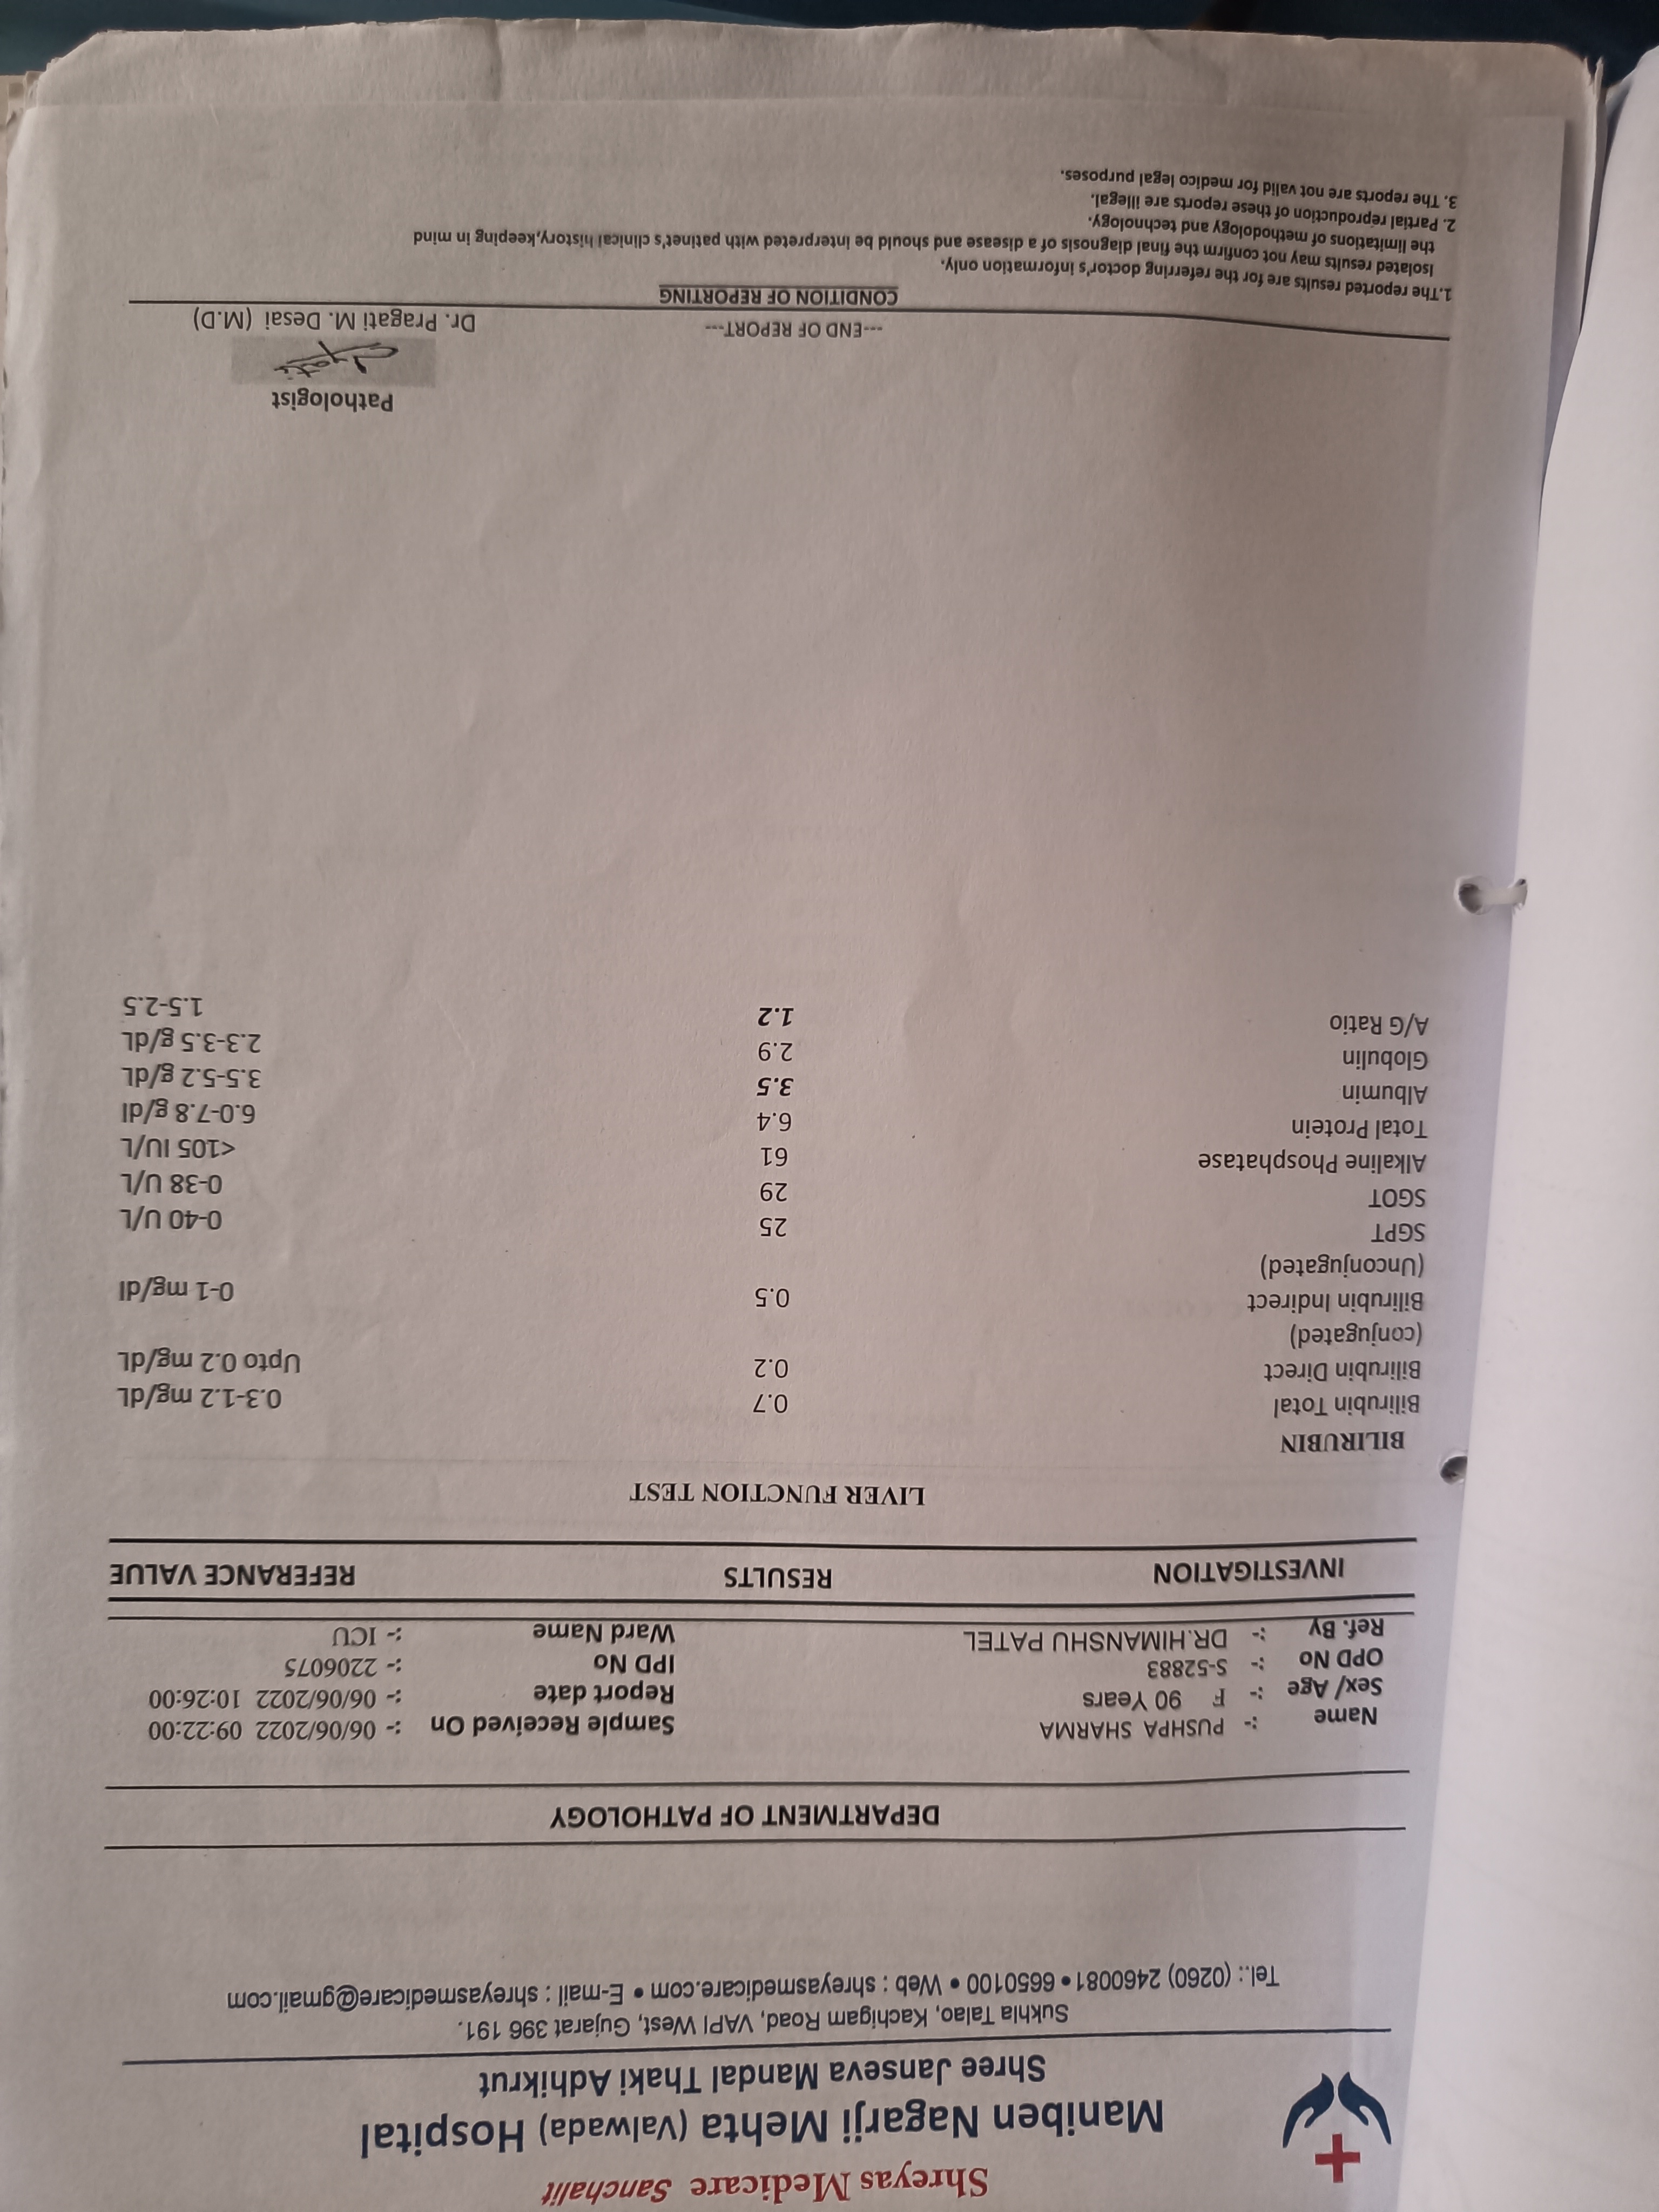 Shreyas Medicare Sanchalit
Maniben Nagarji Mehta (Valwada) Hospital
Shree Janseva Mandal Thaki Adhikrut
Sukhla Talao, Kachigam Road, VAPI West, Gujarat 396 191.
Tel.: (0260) 2460081 • 6650100 • Web : shreyasmedicare.com • E-mail : shreyasmedicare@gmail.com
DEPARTMENT OF PATHOLOGY
Name :- PUSHPA SHARMA Sample Received On :- 06/06/2022 09:22:00
Sex/ Age :- F 90 Years Report date :- 06/06/2022 10:26:00
OPD No :- S-52883 IPD No :- 2206075
Ref. By :- DR.HIMANSHU PATEL Ward Name :- ICU
INVESTIGATION RESULTS REFERANCE VALUE
LIVER FUNCTION TEST
BILIRUBIN
Bilirubin Total 0.7 0.3-1.2 mg/dL
Bilirubin Direct 0.2 Upto 0.2 mg/dL
(conjugated)
Bilirubin Indirect 0.5 0-1 mg/dl
(Unconjugated)
SGPT 25 0-40 U/L
SGOT 29 0-38 U/L
Alkaline Phosphatase 61 <105 IU/L
Total Protein 6.4 6.0-7.8 g/dl
Albumin 3.5 3.5-5.2 g/dL
Globulin 2.9 2.3-3.5 g/dL
A/G Ratio 1.2 1.5-2.5
Pathologist
Dr. Pragati M. Desai (M.D)
---END OF REPORT---
CONDITION OF REPORTING
1.The reported results are for the referring doctor's information only.
Isolated results may not confirm the final diagnosis of a disease and should be interpreted with patinet's clinical history,keeping in mind
the limitations of methodology and technology.
2. Partial reproduction of these reports are illegal.
3. The reports are not valid for medico legal purposes.